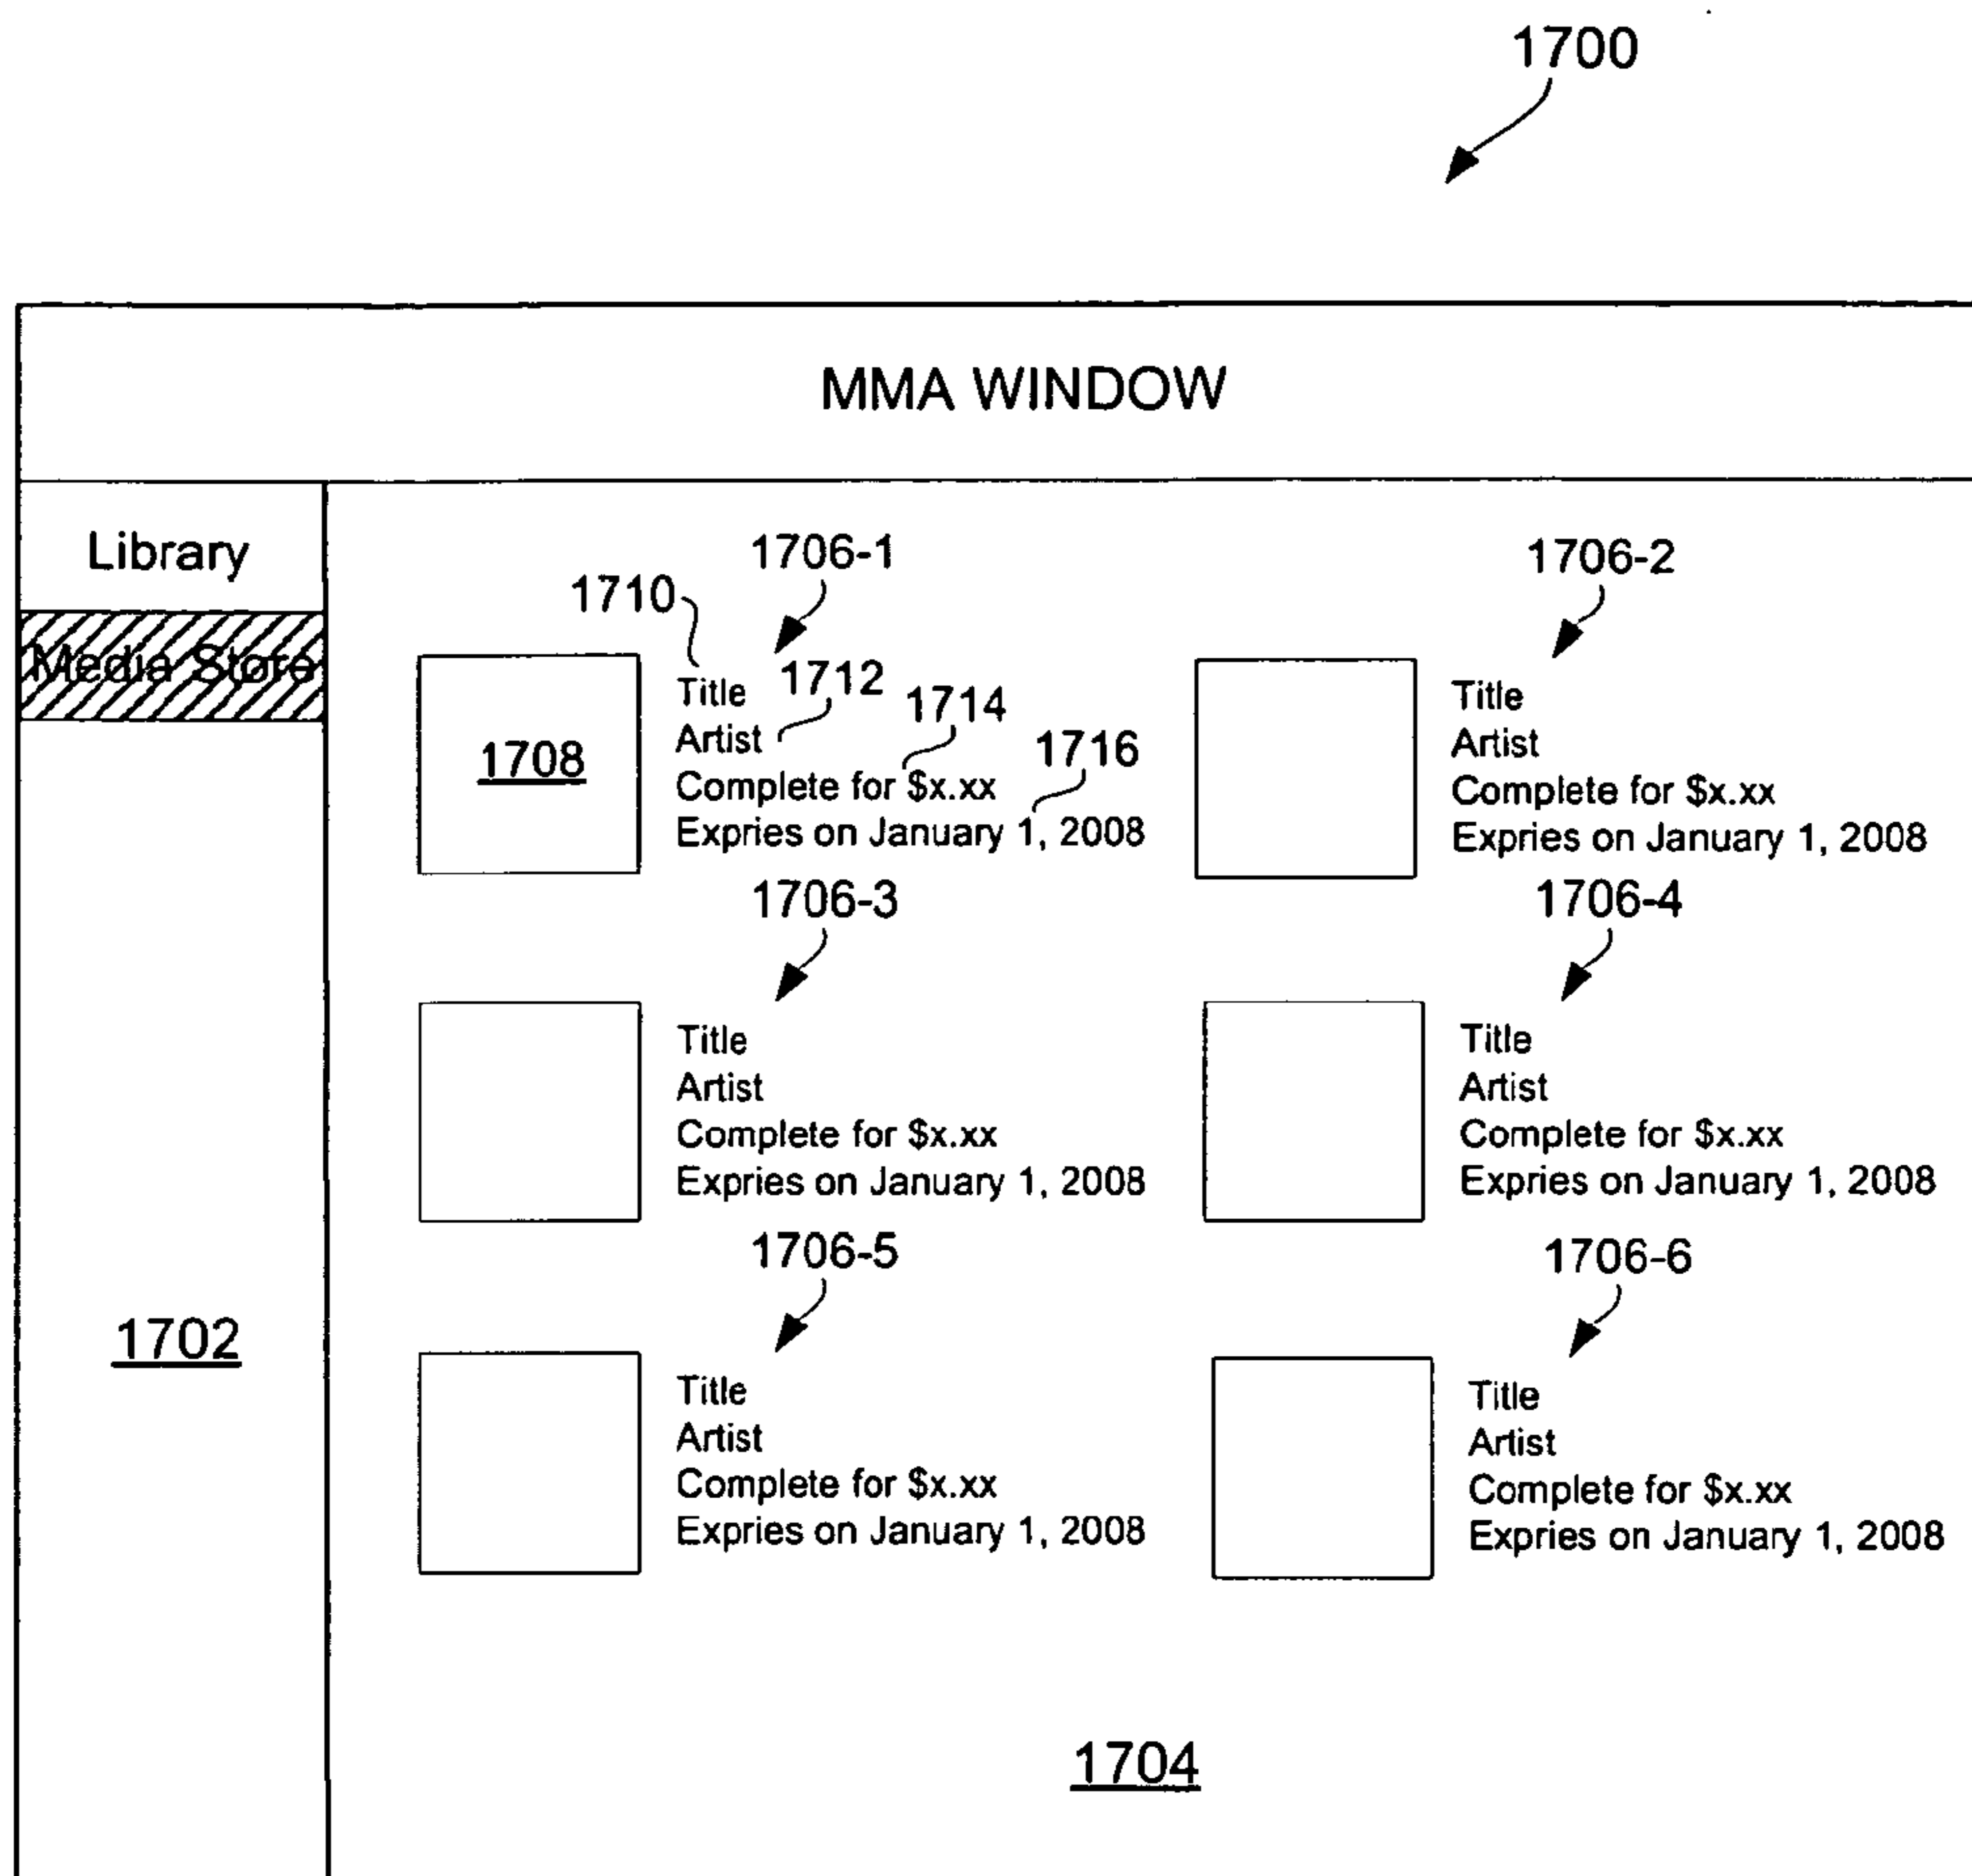 1700
MMA WINDOW
Library
Media Store
1706-1
1706-2
1710
Title
1712
Artist
1714
Complete for $x.xx
1716
Expries on January 1, 2008
1708
Title
Artist
Complete for $x.xx
Expries on January 1, 2008
1706-3
1706-4
Title
Artist
Complete for $x.xx
Expries on January 1, 2008
Title
Artist
Complete for $x.xx
Expries on January 1, 2008
1706-5
1706-6
Title
Artist
Complete for $x.xx
Expries on January 1, 2008
Title
Artist
Complete for $x.xx
Expries on January 1, 2008
1702
1704